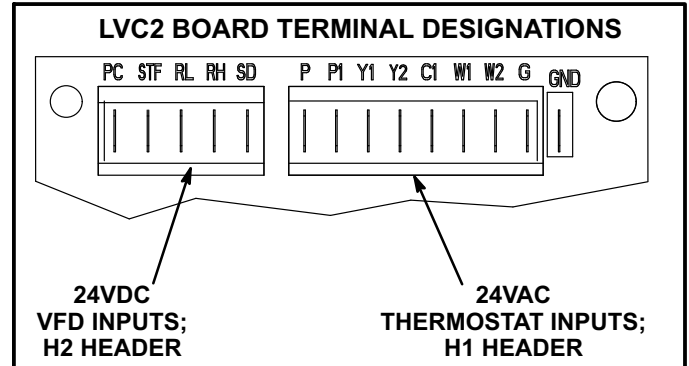 LVC2 BOARD TERMINAL DESIGNATIONS
PC STF RL RH SD P P1 Y1 Y2 C1 W1 W2 G GND
24VDC
VFD INPUTS;
H2 HEADER
24VAC
THERMOSTAT INPUTS;
H1 HEADER